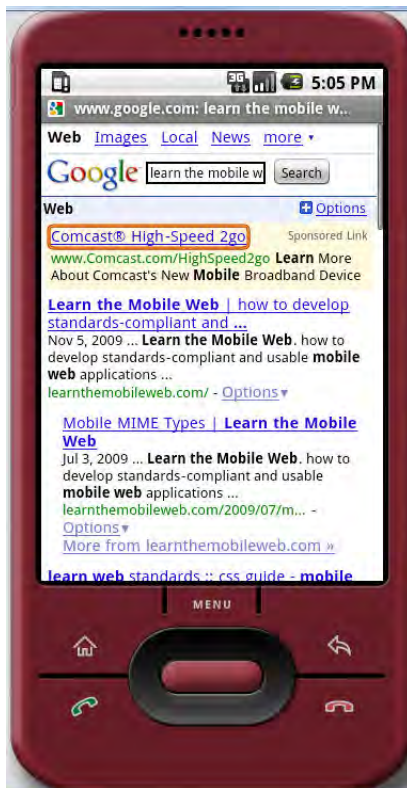 3G 5:05 PM
www.google.com: learn the mobile w...
Web Images Local News more
Google learn the mobile w Search
Web Options
Comcast® High-Speed 2go Sponsored Link
www.Comcast.com/HighSpeed2go Learn More
About Comcast's New Mobile Broadband Device
Learn the Mobile Web | how to develop
standards-compliant and ...
Nov 5, 2009 ... Learn the Mobile Web. how to
develop standards-compliant and usable mobile
web applications ...
learnthemobileweb.com/ - Options
Mobile MIME Types | Learn the Mobile
Web
Jul 3, 2009 ... Learn the Mobile Web. how to
develop standards-compliant and usable
mobile web applications ...
learnthemobileweb.com/2009/07/m... -
Options
More from learnthemobileweb.com »
learn web standards :: css guide - mobile
MENU